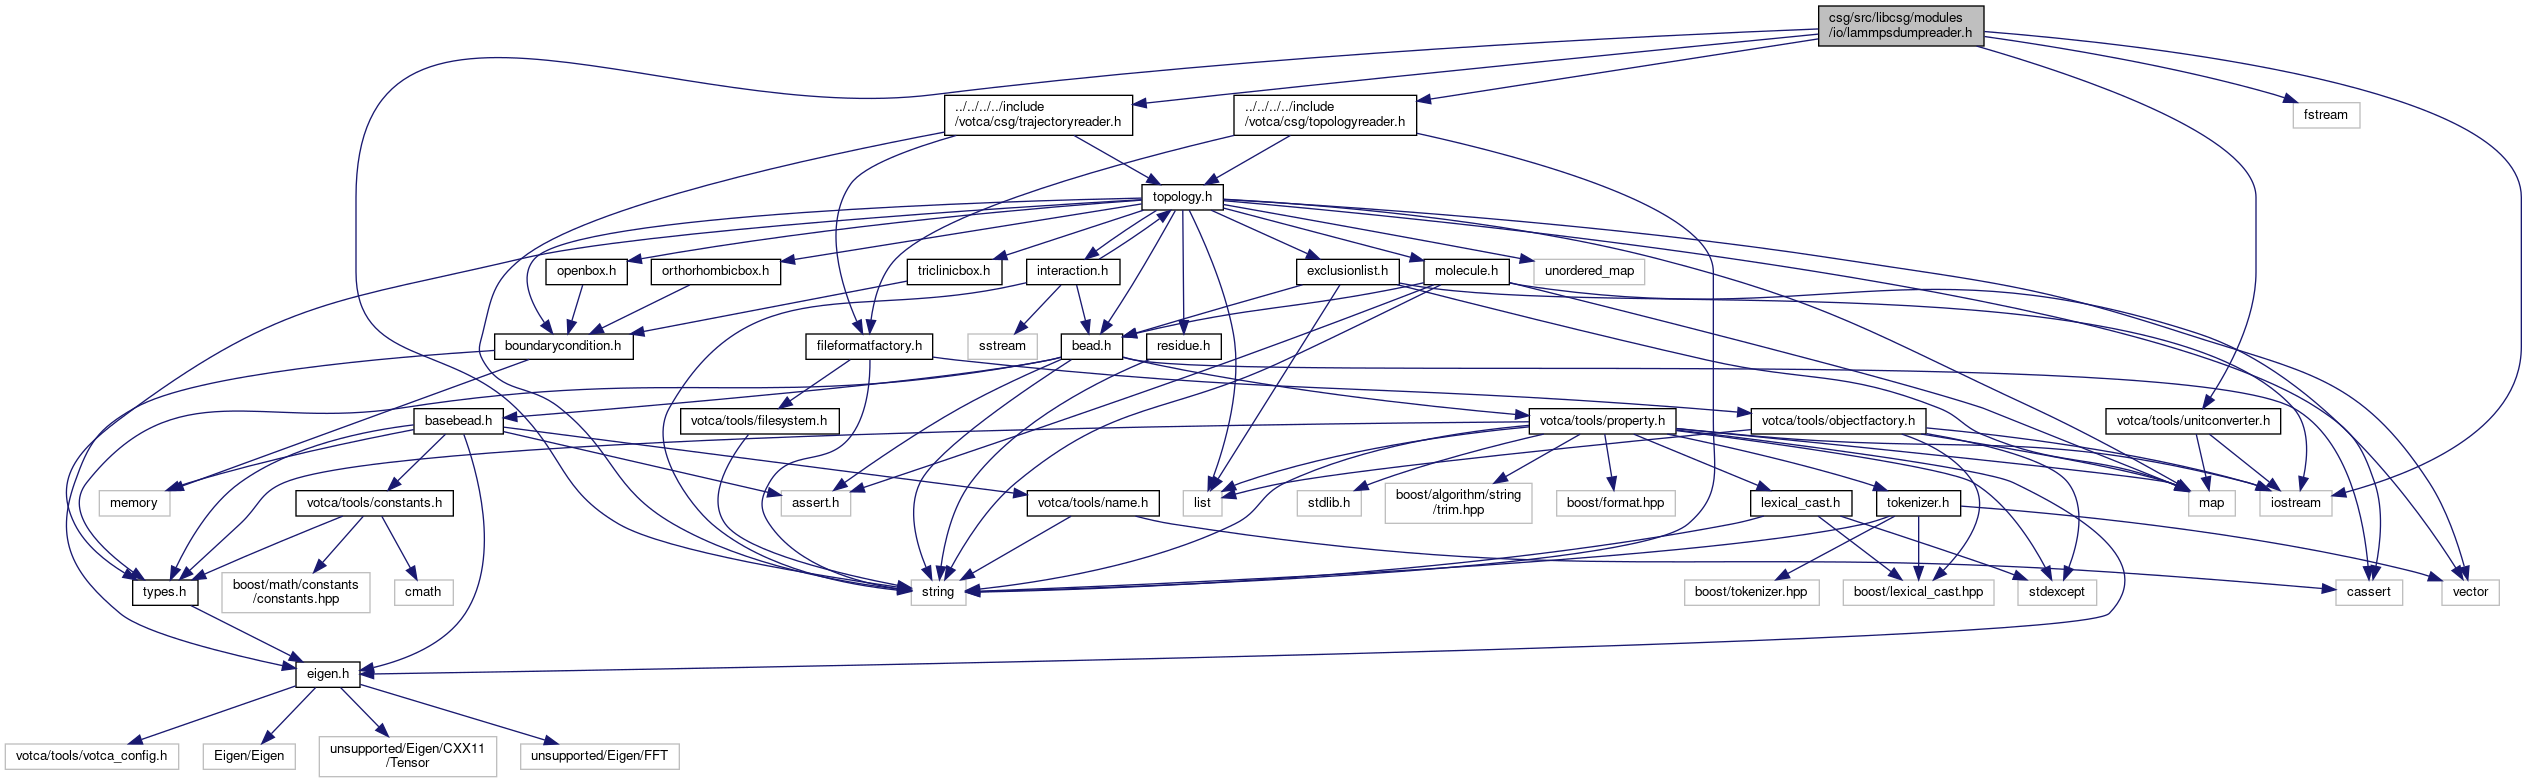 csg/src/libcsg/modules
/io/lammpsdumpreader.h
../../../../include
/votca/csg/trajectoryreader.h
../../../../include
/votca/csg/topologyreader.h
fstream
topology.h
openbox.h
orthorhombicbox.h
triclinicbox.h
interaction.h
exclusionlist.h
molecule.h
unordered_map
boundarycondition.h
fileformatfactory.h
sstream
bead.h
residue.h
basebead.h
votca/tools/filesystem.h
votca/tools/property.h
votca/tools/objectfactory.h
votca/tools/unitconverter.h
memory
votca/tools/constants.h
assert.h
votca/tools/name.h
list
stdlib.h
boost/algorithm/string
/trim.hpp
boost/format.hpp
lexical_cast.h
tokenizer.h
map
iostream
types.h
boost/math/constants
/constants.hpp
cmath
string
boost/tokenizer.hpp
boost/lexical_cast.hpp
stdexcept
cassert
vector
eigen.h
votca/tools/votca_config.h
Eigen/Eigen
unsupported/Eigen/CXX11
/Tensor
unsupported/Eigen/FFT